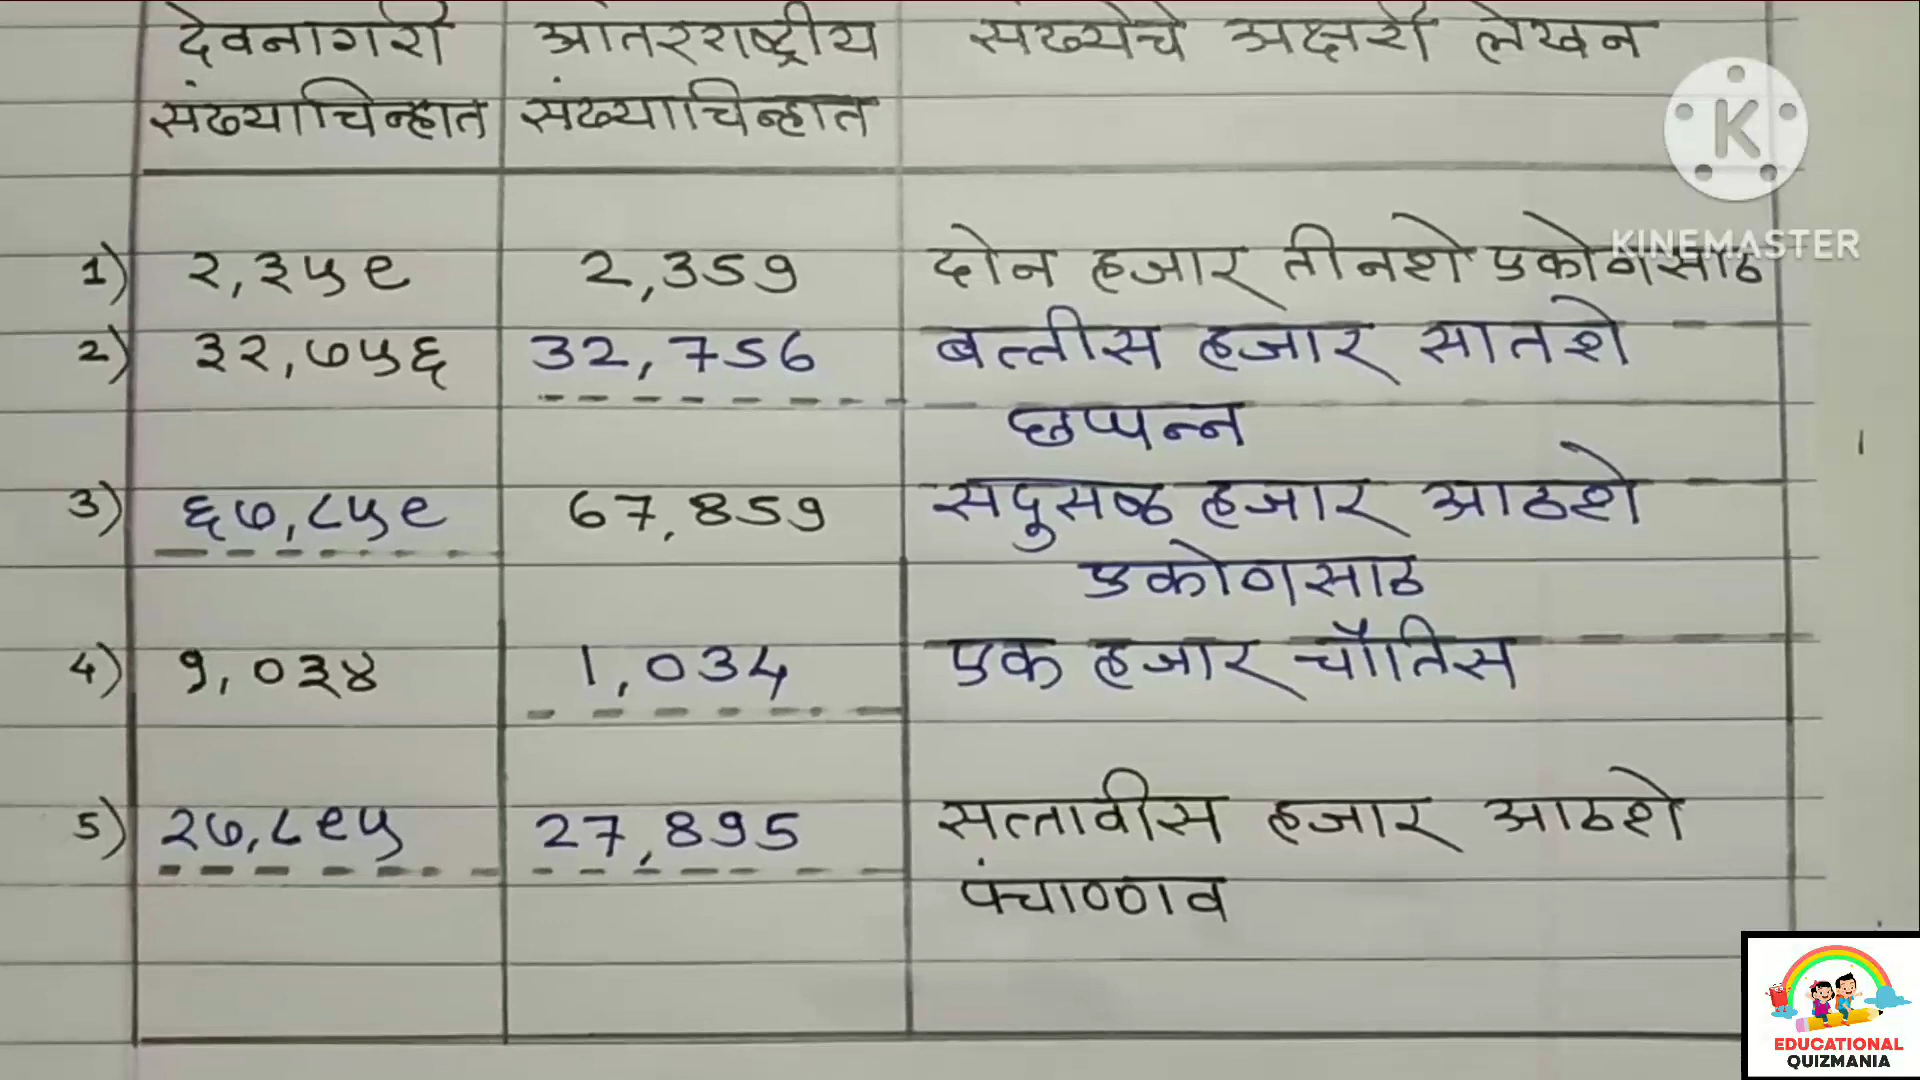 देवनागरी आंतरराष्ट्रीय संख्येचे अक्षरी लेखन
संख्याचिन्हात संख्याचिन्हात
K
KINEMASTER
1) २,३५९ 2,359 दोन हजार तीनशे एकोणसाठ
2) ३२,७५६ 32,756 बत्तीस हजार सातशे
छप्पन्न
3) ६७,८५९ 67,859 सदुसष्ठ हजार आठशे
एकोणसाठ
4) १,०३४ 1,034 एक हजार चौतिस
5) २७,८९५ 27,895 सत्तावीस हजार आठशे
पंचाण्णव
EDUCATIONAL
QUIZMANIA